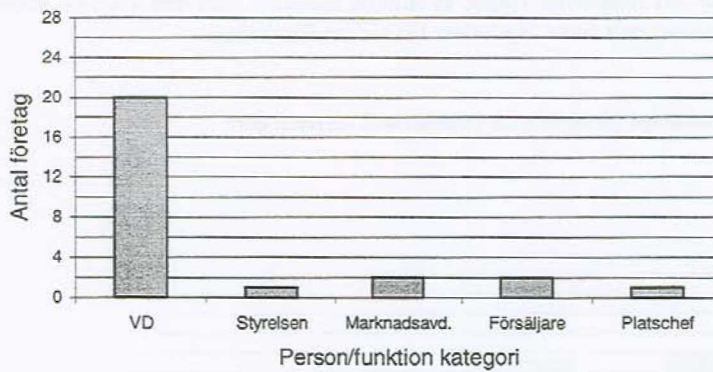 28
24
20
16
12
8
4
0
Antal företag
VD Styrelsen Marknadsavd. Försäljare Platschef
Person/funktion kategori